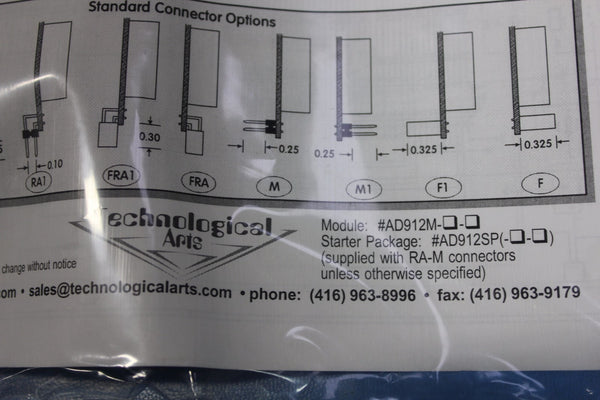 Standard Connector Options
0.30
0.10
0.25
0.25
0.325
0.325
RA1
FRA1
FRA
M
M1
F1
F
Technological
Arts
Module: #AD912M-❑-❑
Starter Package: #AD912SP(-❑-❑)
(supplied with RA-M connectors
unless otherwise specified)
change without notice
om • sales@technologicalarts.com • phone: (416) 963-8996 • fax: (416) 963-9179